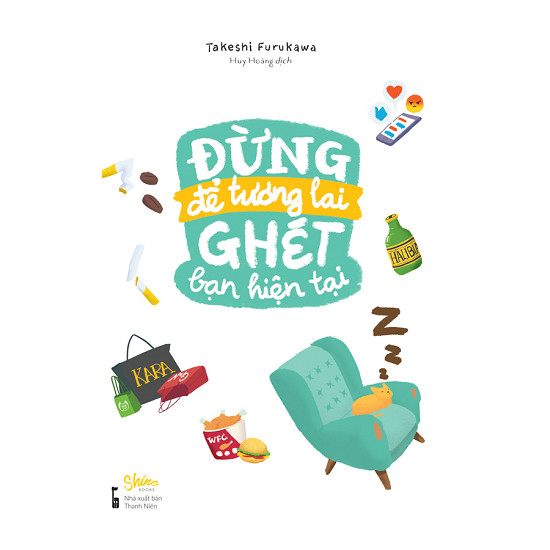 Takeshi Furukawa
Huy Hoàng dịch
ĐỪNG
để tương lai
GHÉT
bạn hiện tại
HALIBIE
Z
z
z
KARA
WFC
Shine
BOOKS
Nhà xuất bản
Thanh Niên